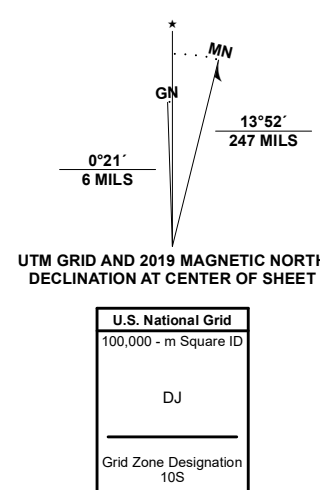 ★
MN
GN
13°52´
247 MILS
0°21´
6 MILS
UTM GRID AND 2019 MAGNETIC NORTH
DECLINATION AT CENTER OF SHEET
U.S. National Grid
100,000 - m Square ID
DJ
Grid Zone Designation
10S